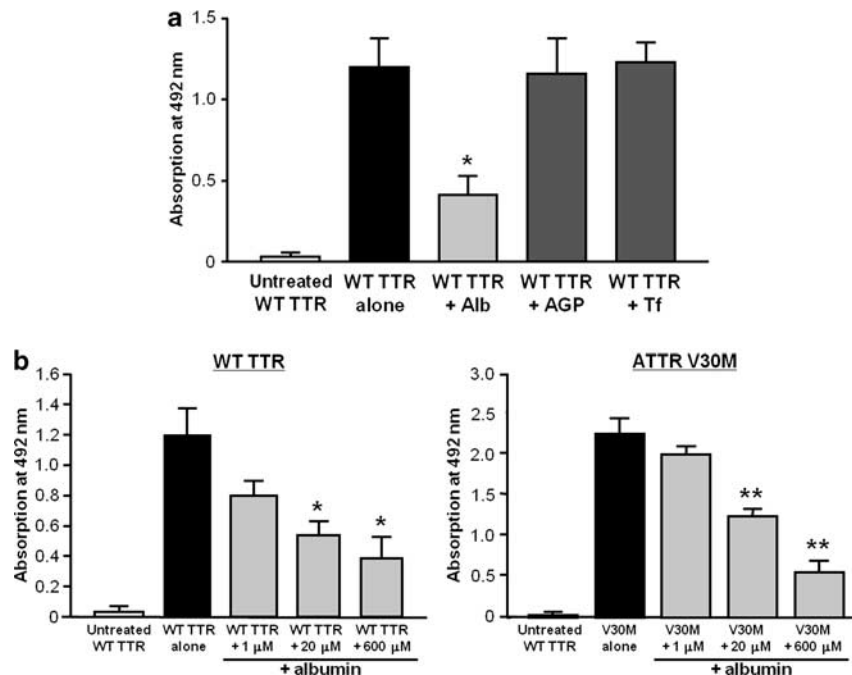 a
Absorption at 492 nm
1.5
1.0
0.5
0
*
Untreated WT TTR WT TTR WT TTR WT TTR
WT TTR alone + Alb + AGP + Tf
b
WT TTR
Absorption at 492 nm
1.6
1.4
1.2
1.0
0.8
0.6
0.4
0.2
0
* *
Untreated WT TTR WT TTR WT TTR WT TTR
WT TTR alone + 1 µM + 20 µM + 600 µM
+ albumin
ATTR V30M
Absorption at 492 nm
3.0
2.5
2.0
1.5
1.0
0.5
0
** **
Untreated V30M V30M V30M V30M
WT TTR alone + 1 µM + 20 µM + 600 µM
+ albumin